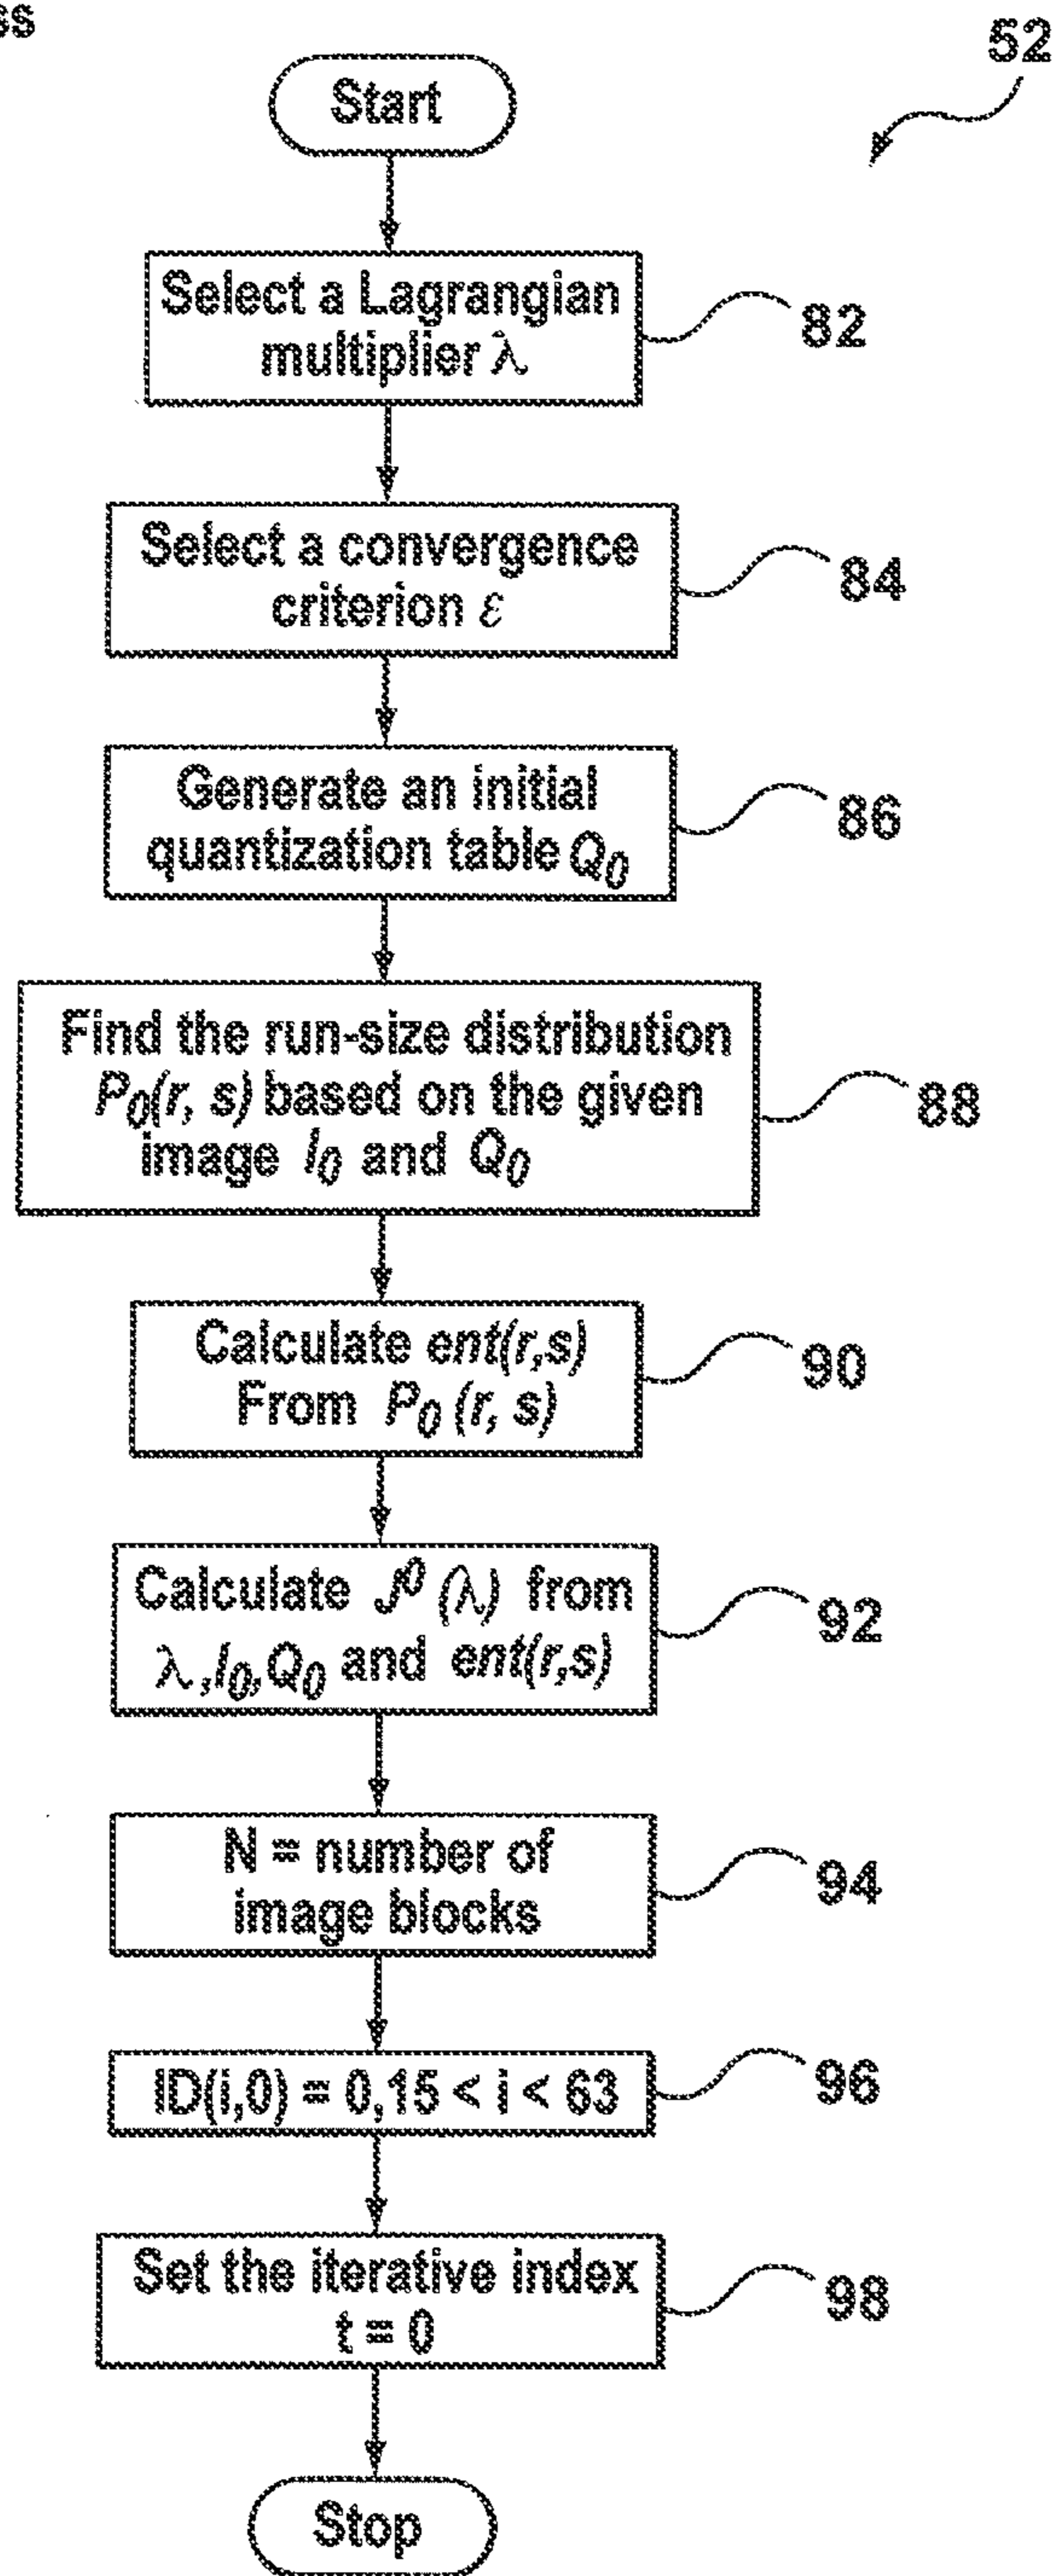 ss
52
Start
Select a Lagrangian
multiplier λ
82
Select a convergence
criterion ε
84
Generate an initial
quantization table Q₀
86
Find the run-size distribution
P₀(r, s) based on the given
image I₀ and Q₀
88
Calculate ent(r,s)
From P₀ (r, s)
90
Calculate J⁰ (λ) from
λ ,I₀,Q₀ and ent(r,s)
92
N = number of
image blocks
94
ID(i,0) = 0,15 < i < 63
96
Set the iterative index
t = 0
98
Stop